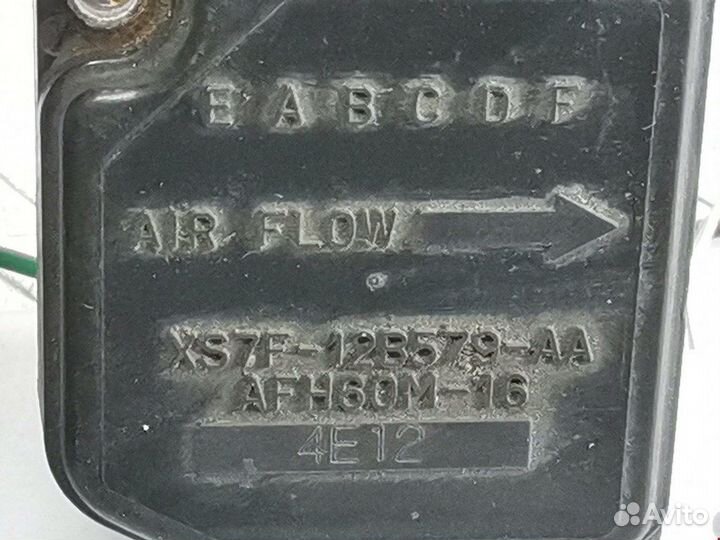 E A B C D F
AIR FLOW
XS7F-12B579-AA
AFH60M-16
4E12
Avito